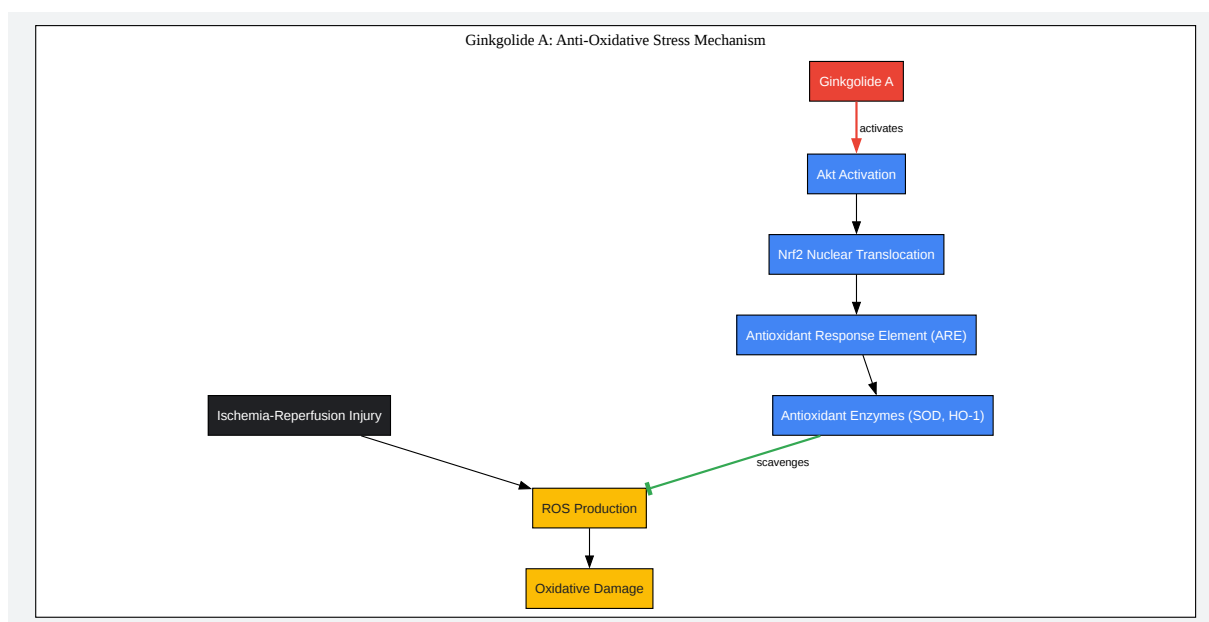 Ginkgolide A: Anti-Oxidative Stress Mechanism
Ginkgolide A
activates
Akt Activation
Nrf2 Nuclear Translocation
Antioxidant Response Element (ARE)
Ischemia-Reperfusion Injury
Antioxidant Enzymes (SOD, HO-1)
scavenges
ROS Production
Oxidative Damage